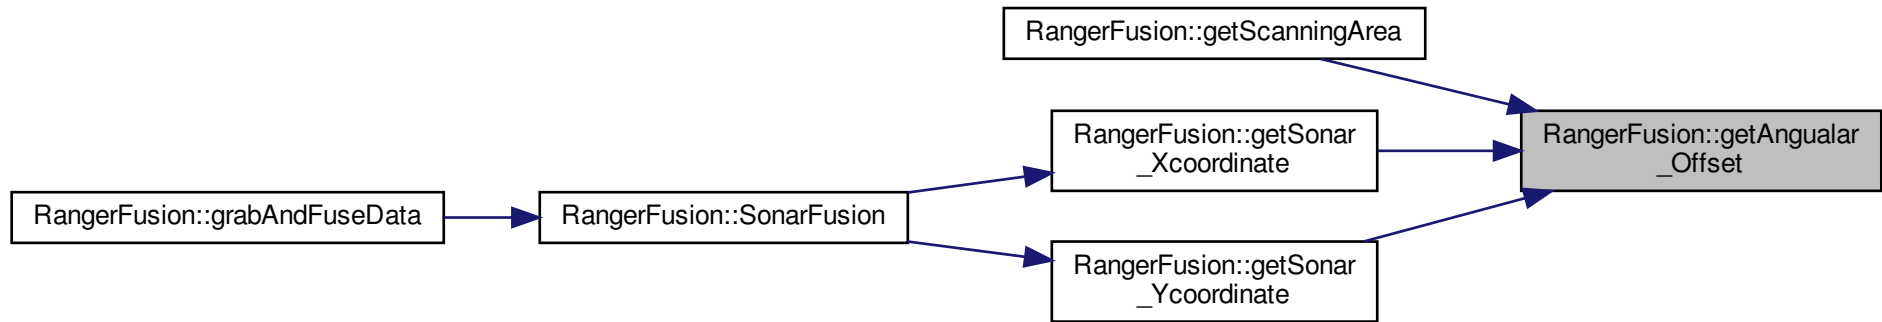 RangerFusion::getScanningArea
RangerFusion::getSonar
_Xcoordinate
RangerFusion::getAngualar
_Offset
RangerFusion::grabAndFuseData
RangerFusion::SonarFusion
RangerFusion::getSonar
_Ycoordinate